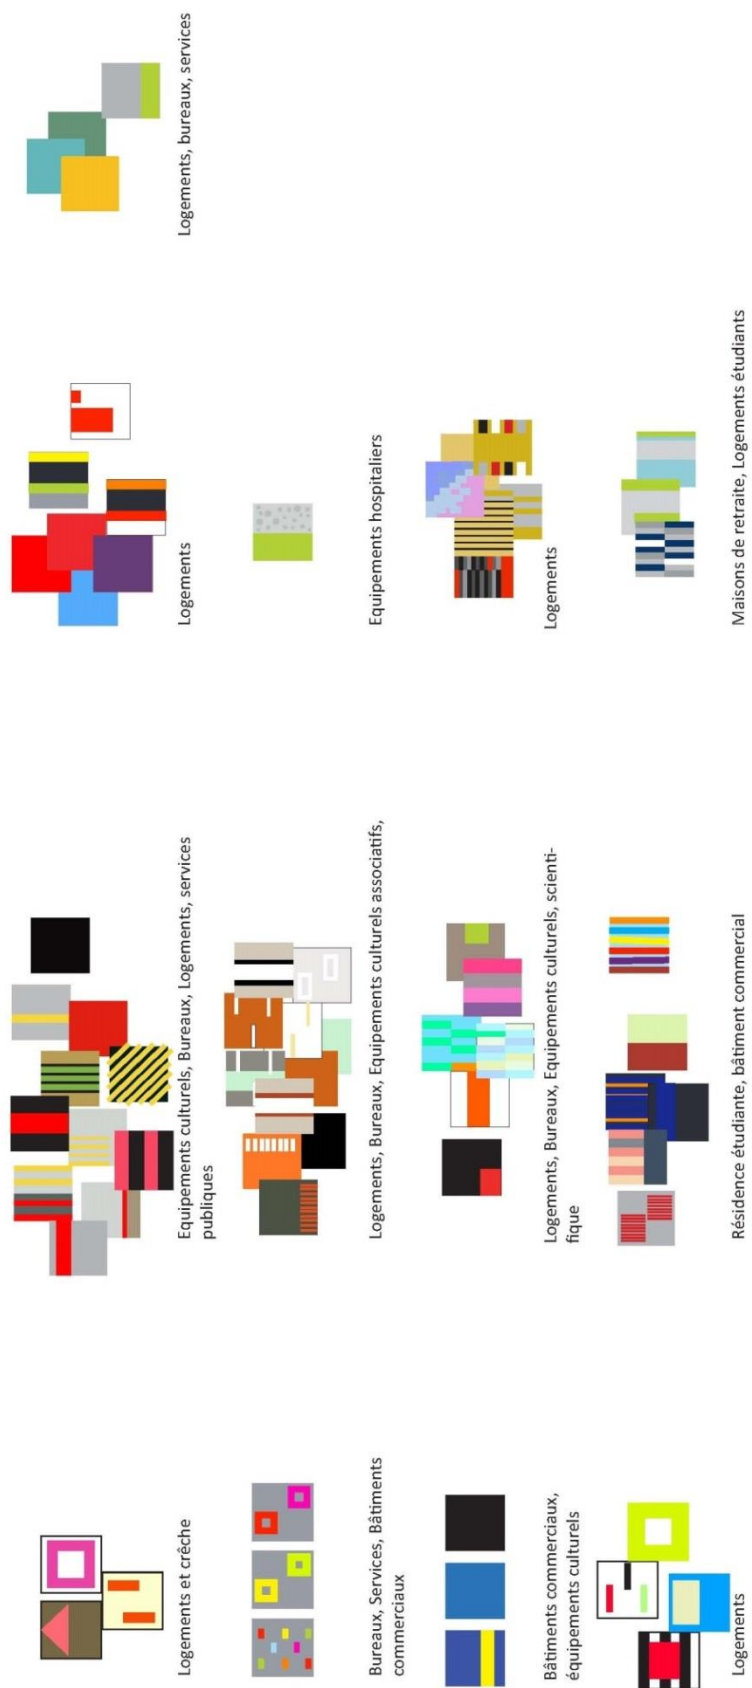 Logements et crêche
Equipements culturels, Bureaux, Logements, services
publiques
Logements
Logements, bureaux, services
Bureaux, Services, Bâtiments
commerciaux
Logements, Bureaux, Equipements culturels associatifs,
Equipements hospitaliers
Bâtiments commerciaux,
équipements culturels
Logements, Bureaux, Equipements culturels, scienti-
fique
Logements
Logements
Résidence étudiante, bâtiment commercial
Maisons de retraite, Logements étudiants